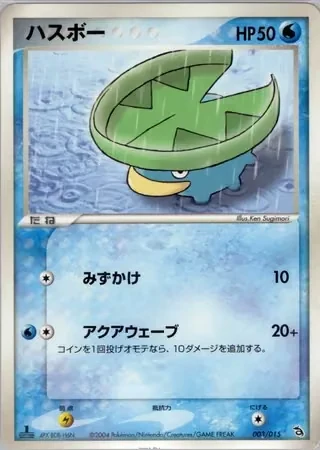 ハスボー
HP50
たね
Illus. Ken Sugimori
みずかけ
10
アクアウェーブ
20+
コインを1回投げオモテなら、10ダメージを追加する。
弱点
抵抗力
にげる
©2004 Pokémon/Nintendo/Creatures/GAME FREAK.
001/015